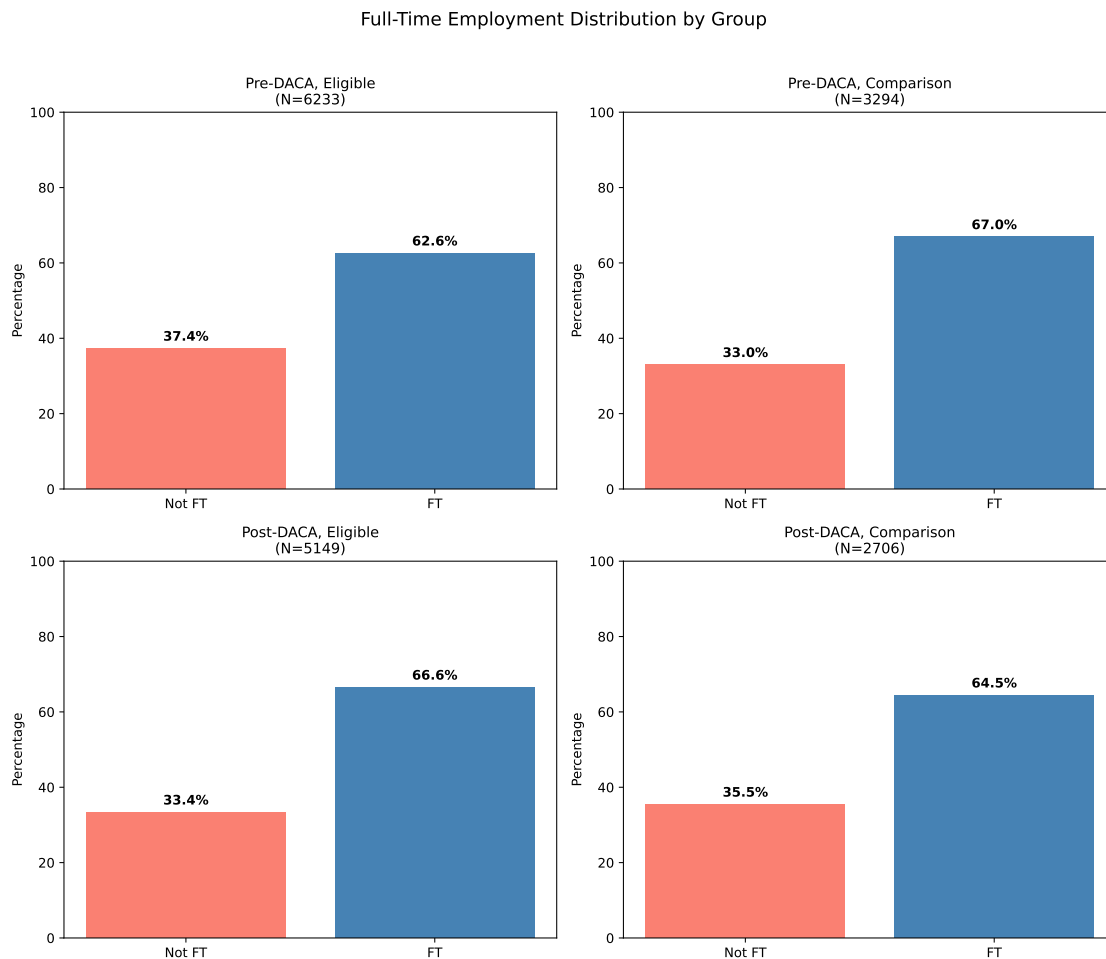 Full-Time Employment Distribution by Group
Pre-DACA, Eligible
(N=6233)
100
80
60
40
20
0
Percentage
37.4%
62.6%
Not FT
FT
Pre-DACA, Comparison
(N=3294)
100
80
60
40
20
0
Percentage
33.0%
67.0%
Not FT
FT
Post-DACA, Eligible
(N=5149)
100
80
60
40
20
0
Percentage
33.4%
66.6%
Not FT
FT
Post-DACA, Comparison
(N=2706)
100
80
60
40
20
0
Percentage
35.5%
64.5%
Not FT
FT